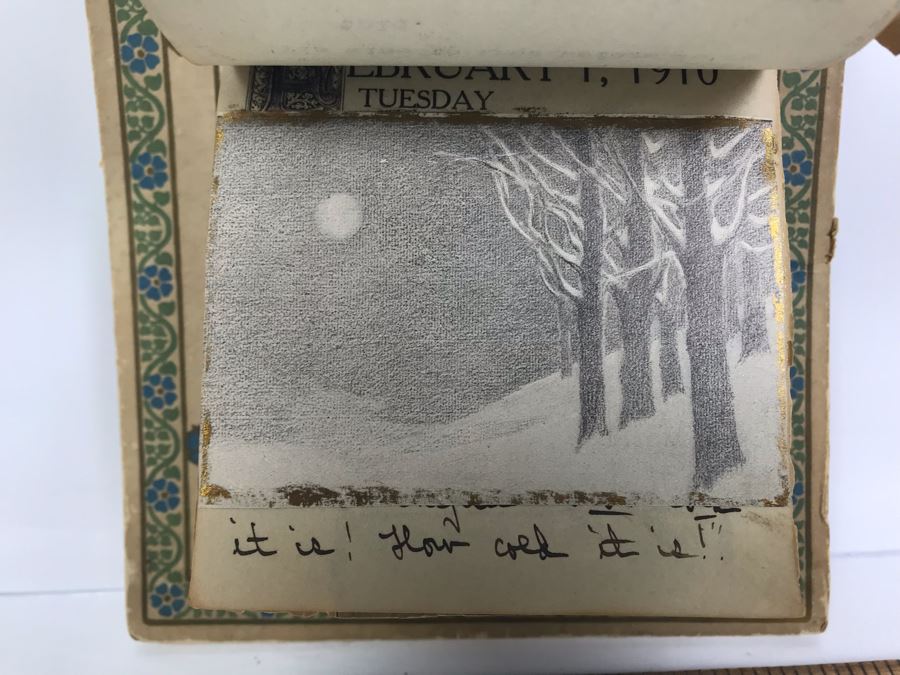 FEBRUARY 1, 1910
TUESDAY
it is! How cold it is!"